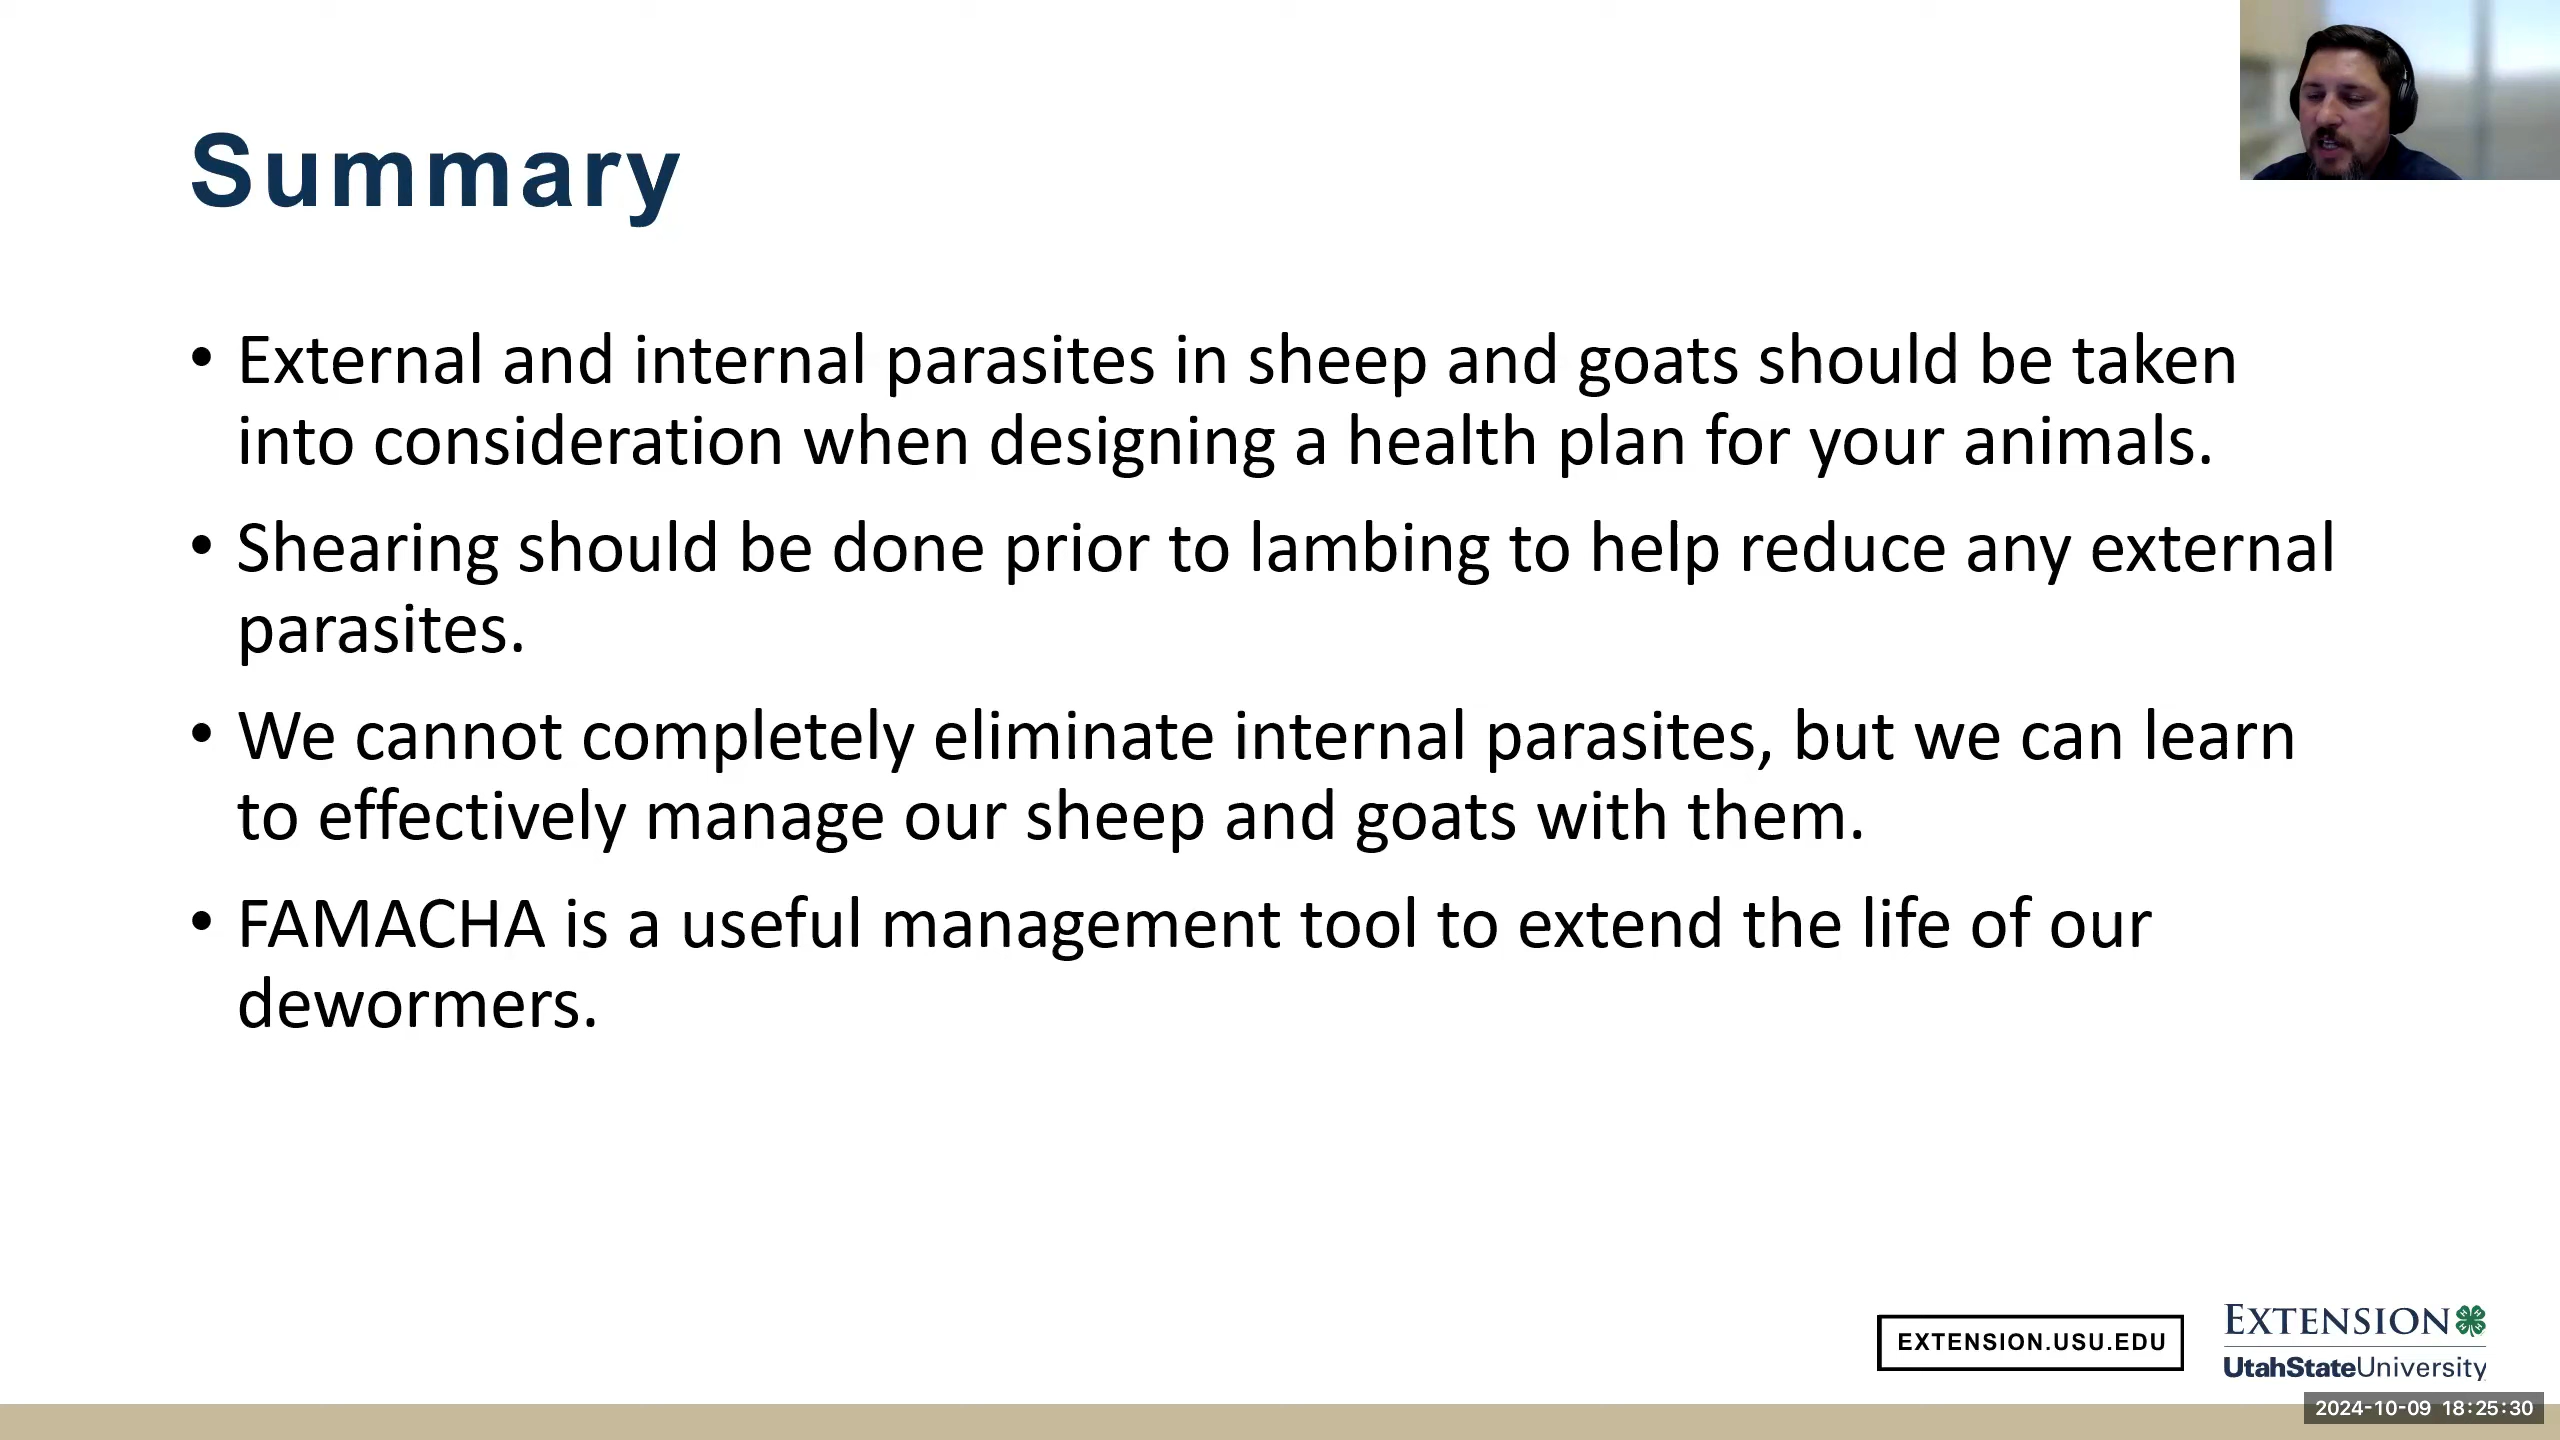 Summary
• External and internal parasites in sheep and goats should be taken
into consideration when designing a health plan for your animals.
• Shearing should be done prior to lambing to help reduce any external
parasites.
• We cannot completely eliminate internal parasites, but we can learn
to effectively manage our sheep and goats with them.
• FAMACHA is a useful management tool to extend the life of our
dewormers.
EXTENSION.USU.EDU
EXTENSION
UtahStateUniversity
2024-10-09 18:25:30